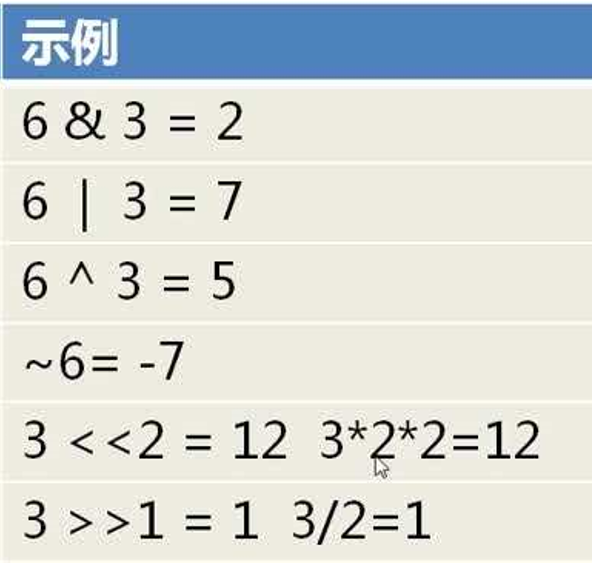 示例
6 & 3 = 2
6 | 3 = 7
6 ^ 3 = 5
~6= -7
3 <<2 = 12  3*2*2=12
3 >>1 = 1  3/2=1